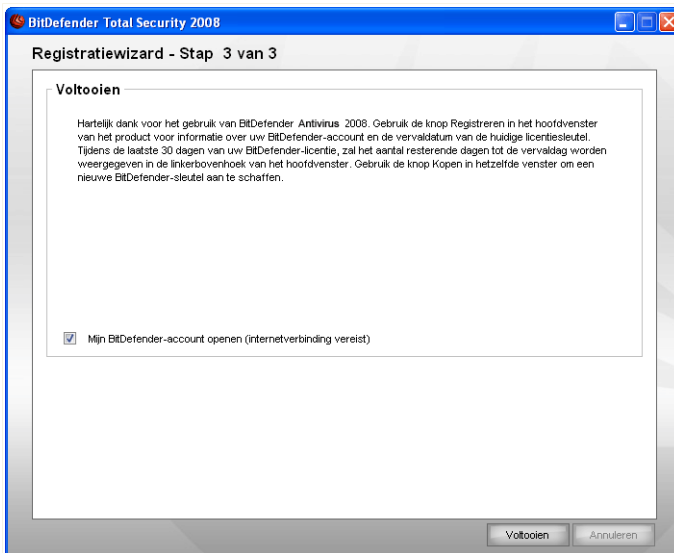 BitDefender Total Security 2008
Registratiewizard - Stap 3 van 3
Voltooien
Hartelijk dank voor het gebruik van BitDefender Antivirus 2008. Gebruik de knop Registreren in het hoofdvenster
van het product voor informatie over uw BitDefender-account en de vervaldatum van de huidige licentiesleutel.
Tijdens de laatste 30 dagen van uw BitDefender-licentie, zal het aantal resterende dagen tot de vervaldag worden
weergegeven in de linkerbovenhoek van het hoofdvenster. Gebruik de knop Kopen in hetzelfde venster om een
nieuwe BitDefender-sleutel aan te schaffen.
Mijn BitDefender-account openen (internetverbinding vereist)
Voltooien
Annuleren